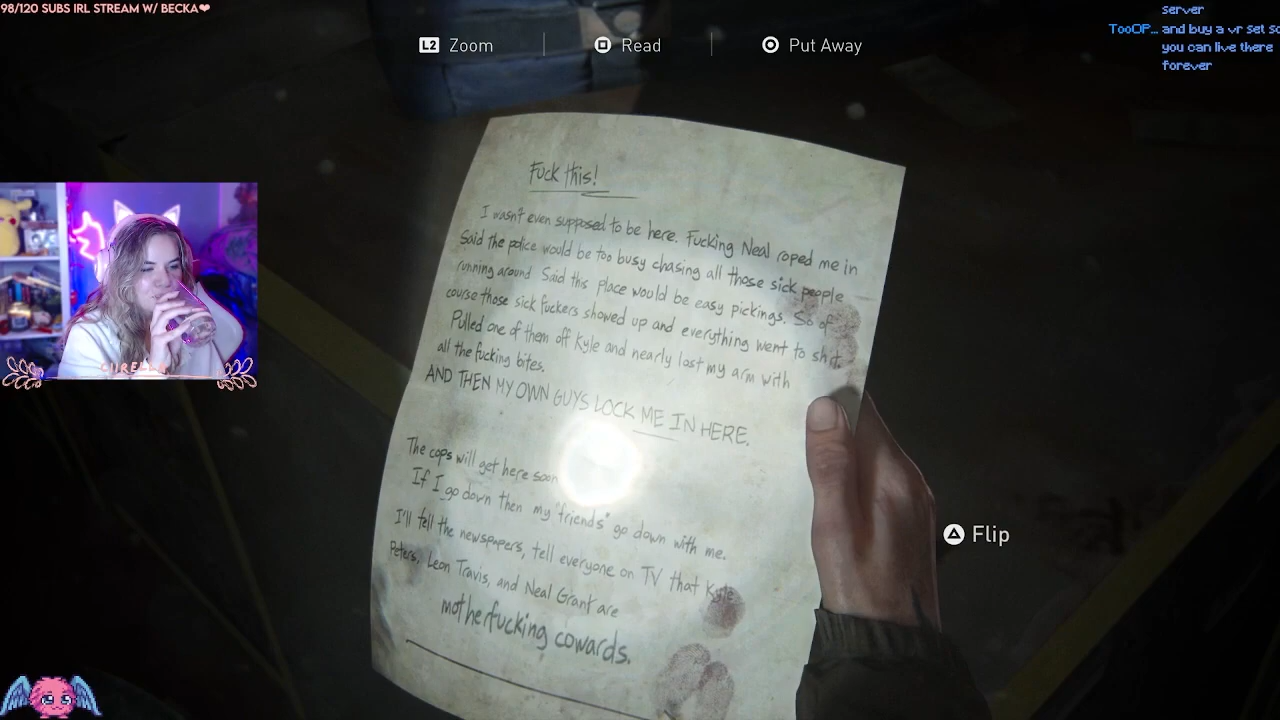 98/120 SUBS IRL STREAM W/ BECKA❤
L2 Zoom
Read
Put Away
server
TooOP... and buy a vr set so
you can live there
forever
Fuck this!
I wasn't even supposed to be here. Fucking Neal roped me in
Said the police would be too busy chasing all those sick people
running around. Said this place would be easy pickings. So of
course those sick fuckers showed up and everything went to shit.
Pulled one of them off Kyle and nearly lost my arm with
all the fucking bites.
AND THEN MY OWN GUYS LOCK ME IN HERE.
The cops will get here soon
If I go down then my "friends" go down with me.
I'll tell the newspapers, tell everyone on TV that Kyle
Peters, Leon Travis, and Neal Grant are
motherfucking cowards.
Flip